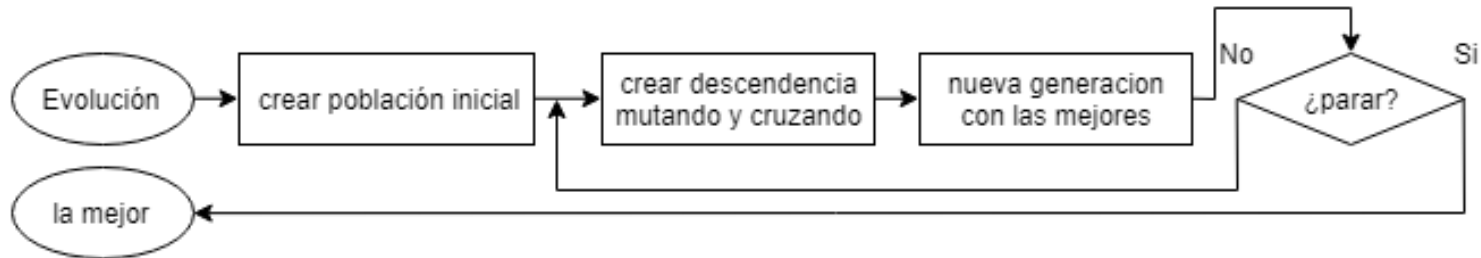 Evolución
crear población inicial
crear descendencia
mutando y cruzando
nueva generacion
con las mejores
No
¿parar?
Si
la mejor